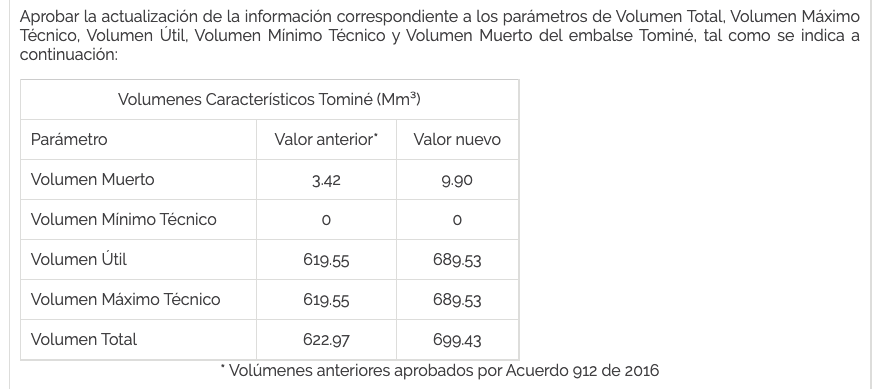 Aprobar la actualización de la información correspondiente a los parámetros de Volumen Total, Volumen Máximo
Técnico, Volumen Útil, Volumen Mínimo Técnico y Volumen Muerto del embalse Tominé, tal como se indica a
continuación:
Volumenes Característicos Tominé (Mm³)
Parámetro Valor anterior* Valor nuevo
Volumen Muerto 3.42 9.90
Volumen Mínimo Técnico 0 0
Volumen Útil 619.55 689.53
Volumen Máximo Técnico 619.55 689.53
Volumen Total 622.97 699.43
* Volúmenes anteriores aprobados por Acuerdo 912 de 2016